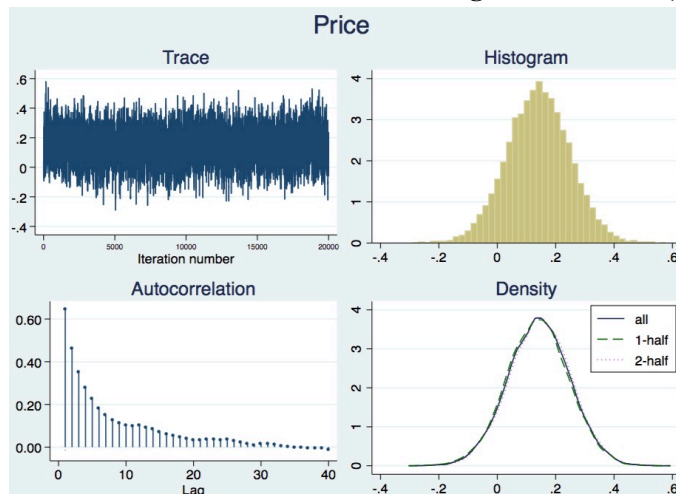 Price
Trace
.6
.4
.2
0
-.2
-.4
0 5000 10000 15000 20000
Iteration number
Histogram
4
3
2
1
0
-.4 -.2 0 .2 .4 .6
Autocorrelation
0.60
0.40
0.20
0.00
0 10 20 30 40
Lag
Density
all
1-half
2-half
4
3
2
1
0
-.4 -.2 0 .2 .4 .6